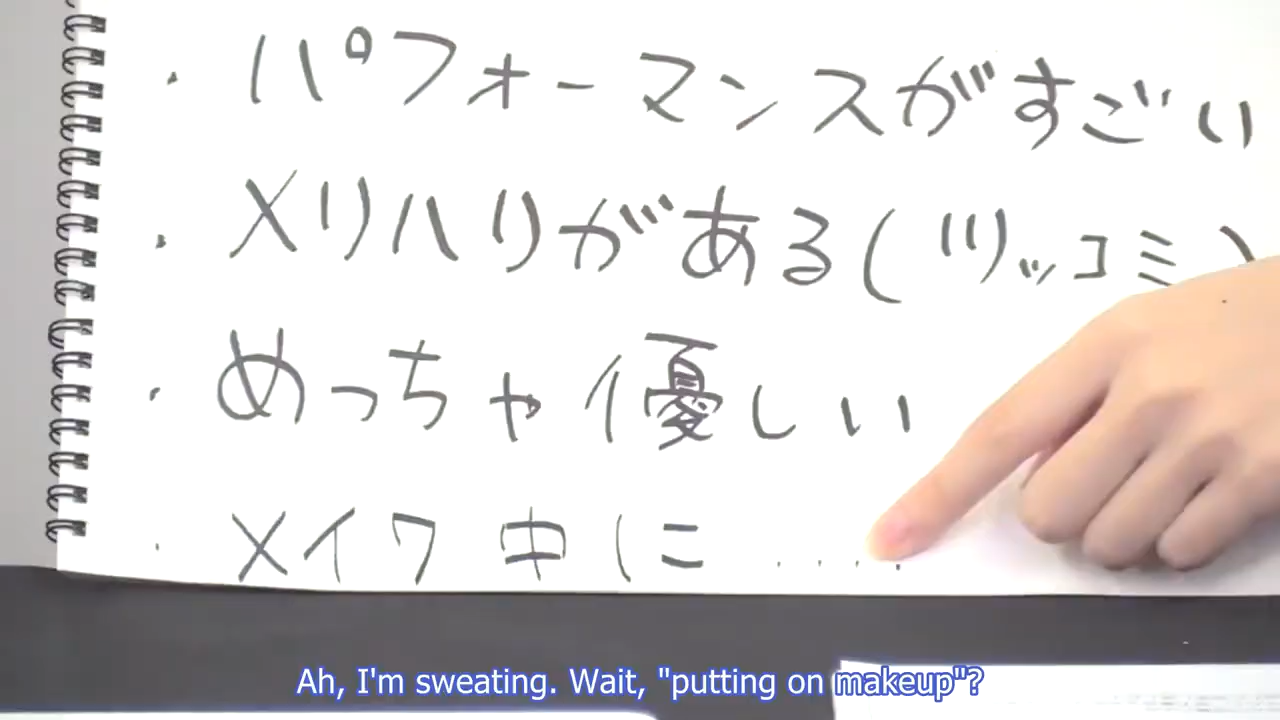 ・パフォーマンスがすごい
・メリハリがある(ツッコミ)
・めっちゃ優しい
・メイク中に.....
Ah, I'm sweating. Wait, "putting on makeup"?